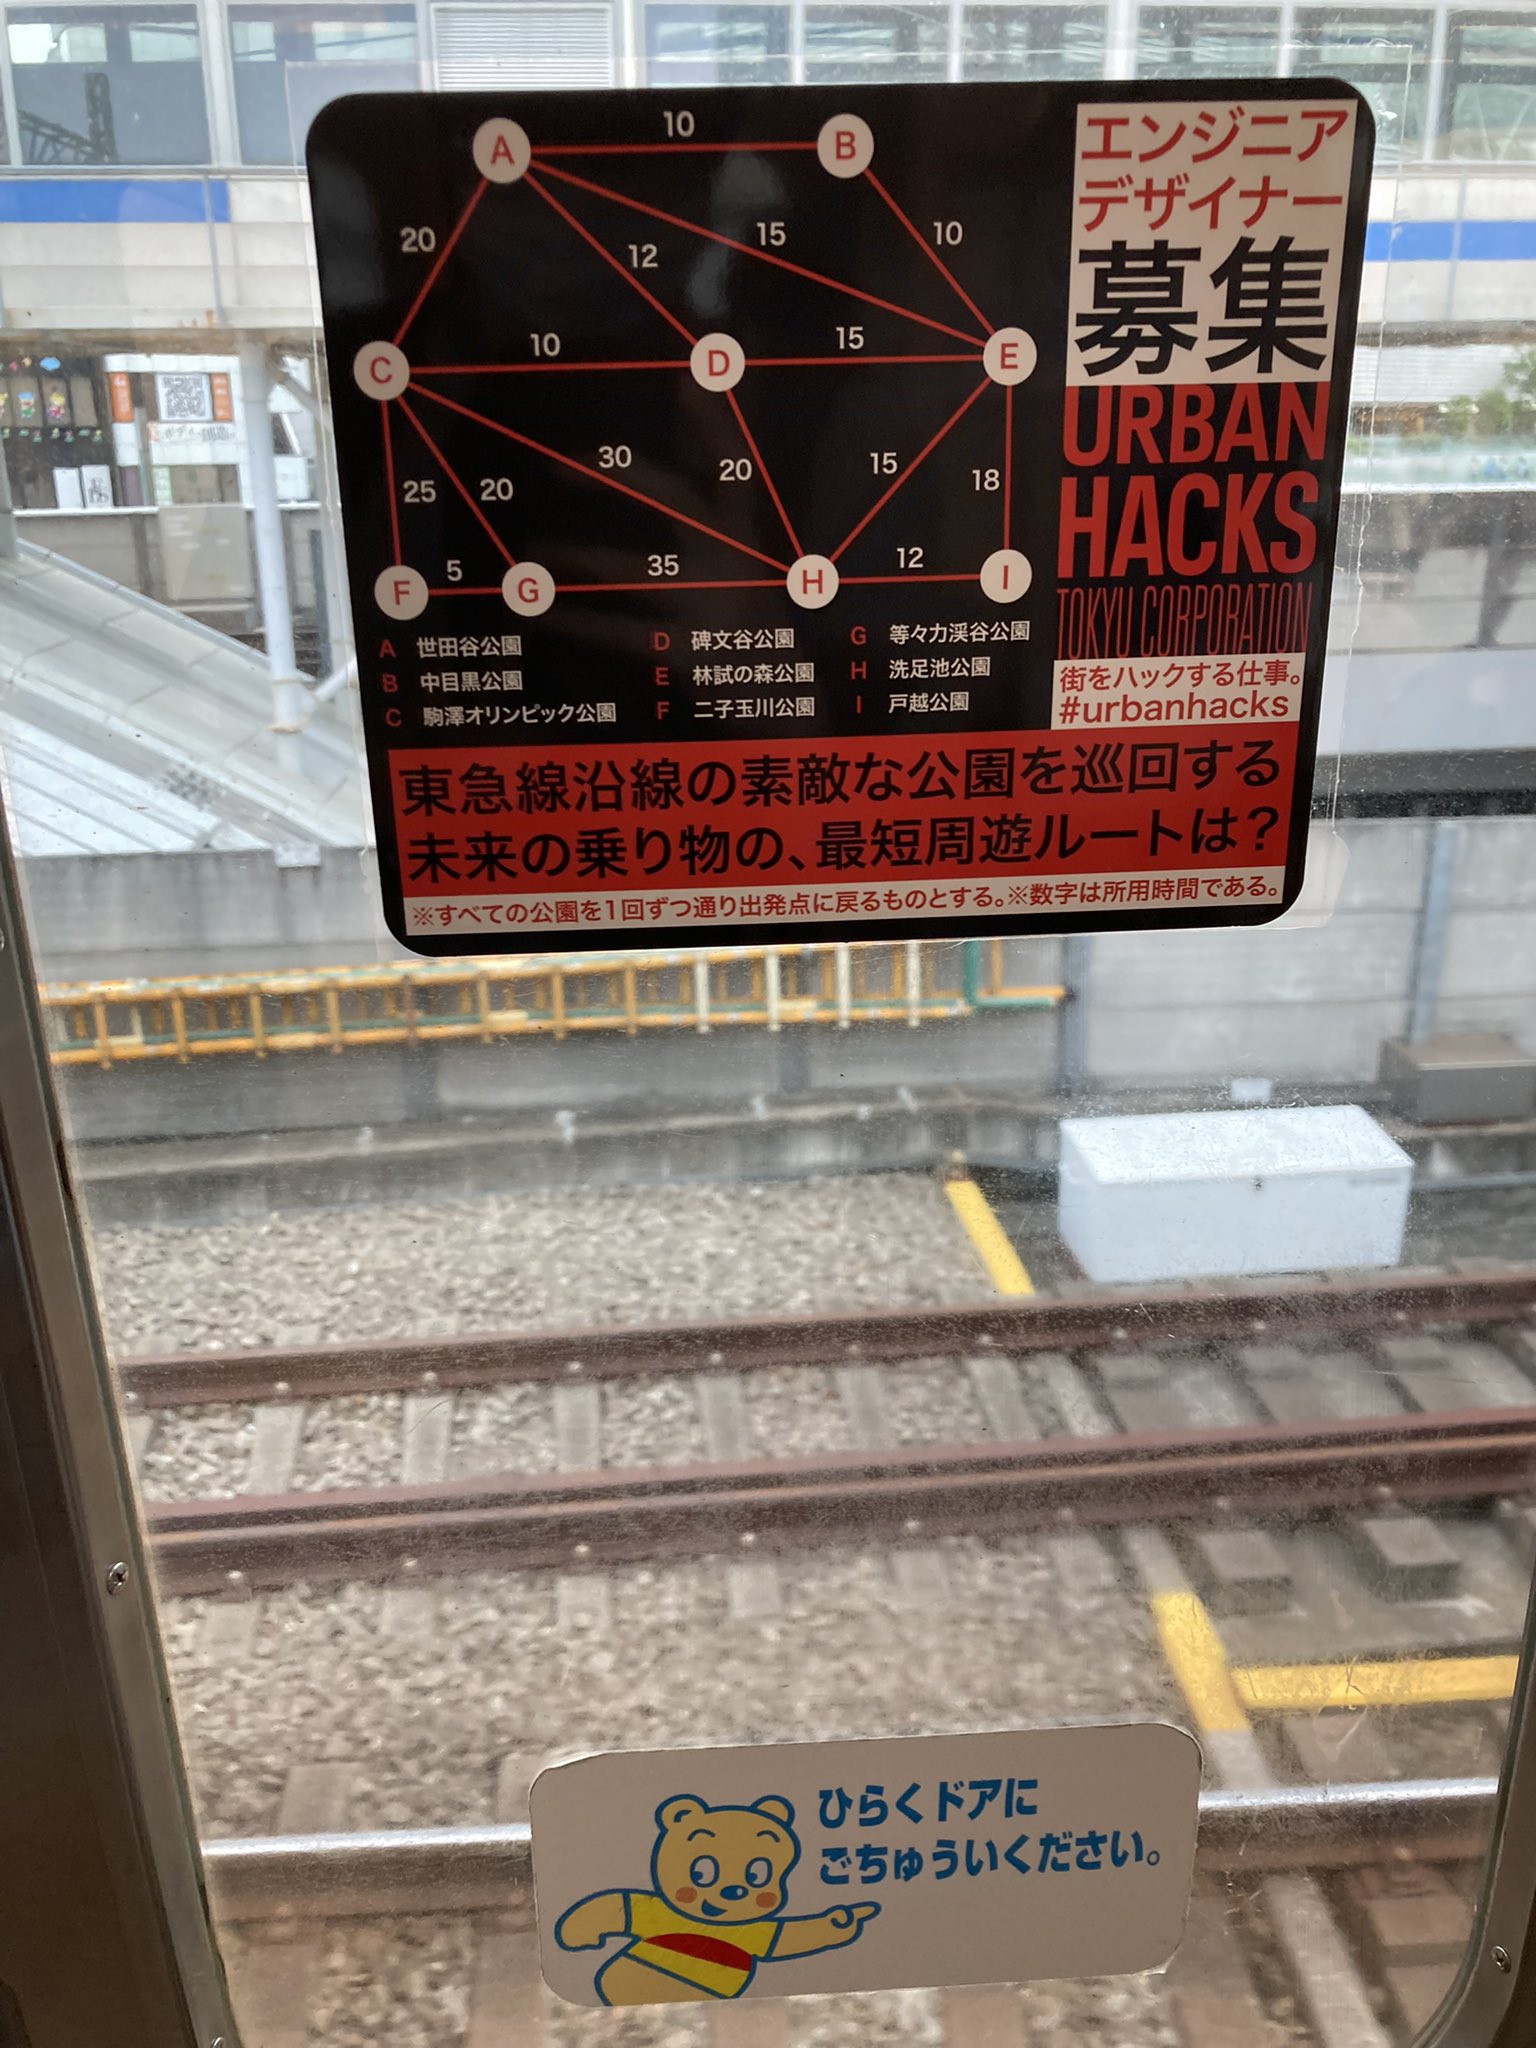 A
10
B
20
12
15
10
C
10
D
15
E
25
20
30
20
15
18
F
5
G
35
H
12
I
A 世田谷公園
B 中目黒公園
C 駒澤オリンピック公園
D 碑文谷公園
E 林試の森公園
F 二子玉川公園
G 等々力渓谷公園
H 洗足池公園
I 戸越公園
エンジニア
デザイナー
募集
URBAN
HACKS
TOKYU CORPORATION
街をハックする仕事。
#urbanhacks
東急線沿線の素敵な公園を巡回する
未来の乗り物の、最短周遊ルートは？
※すべての公園を1回ずつ通り出発点に戻るものとする。※数字は所用時間である。
ひらくドアに
ごちゅういください。